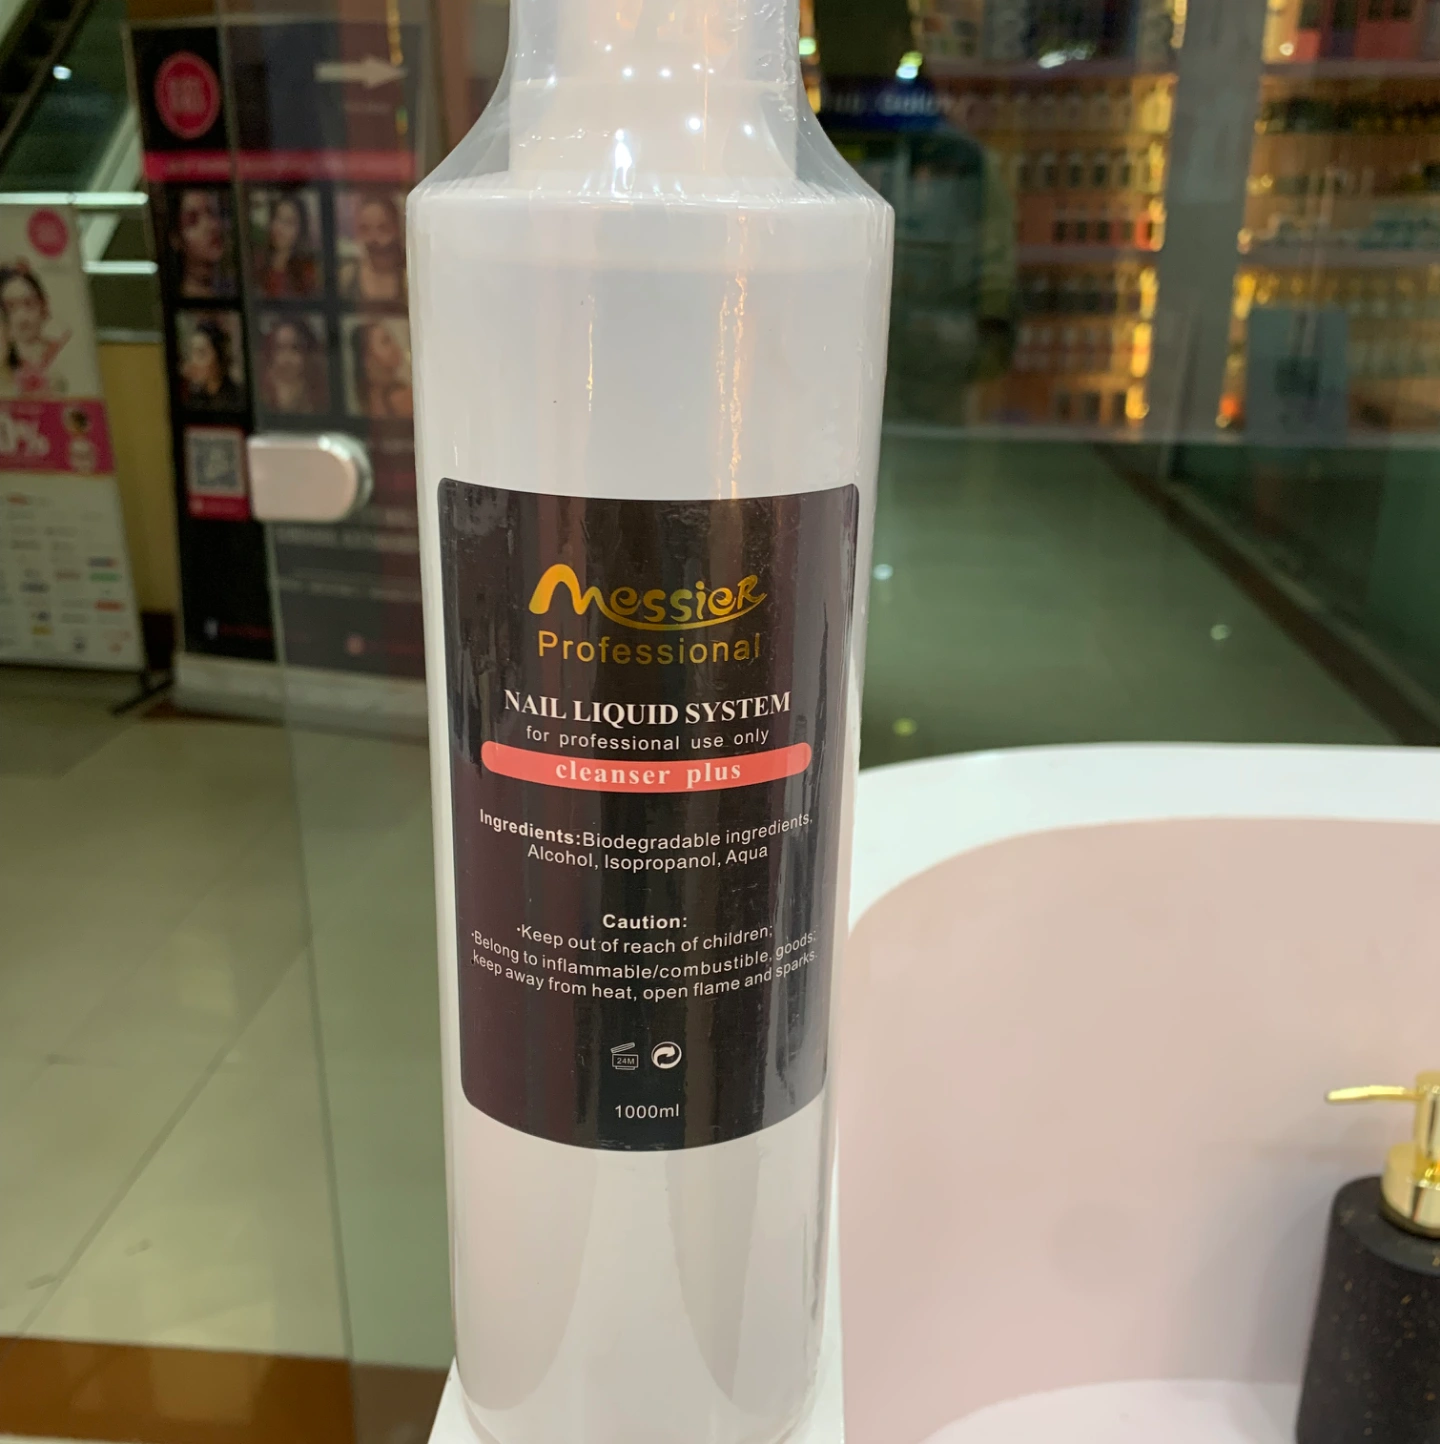 Messier
Professional
NAIL LIQUID SYSTEM
for professional use only
cleanser plus
Ingredients:Biodegradable ingredients,
Alcohol, Isopropanol, Aqua
Caution:
·Keep out of reach of children;
·Belong to inflammable/combustible, goods:
keep away from heat, open flame and sparks.
24M
1000ml
0%